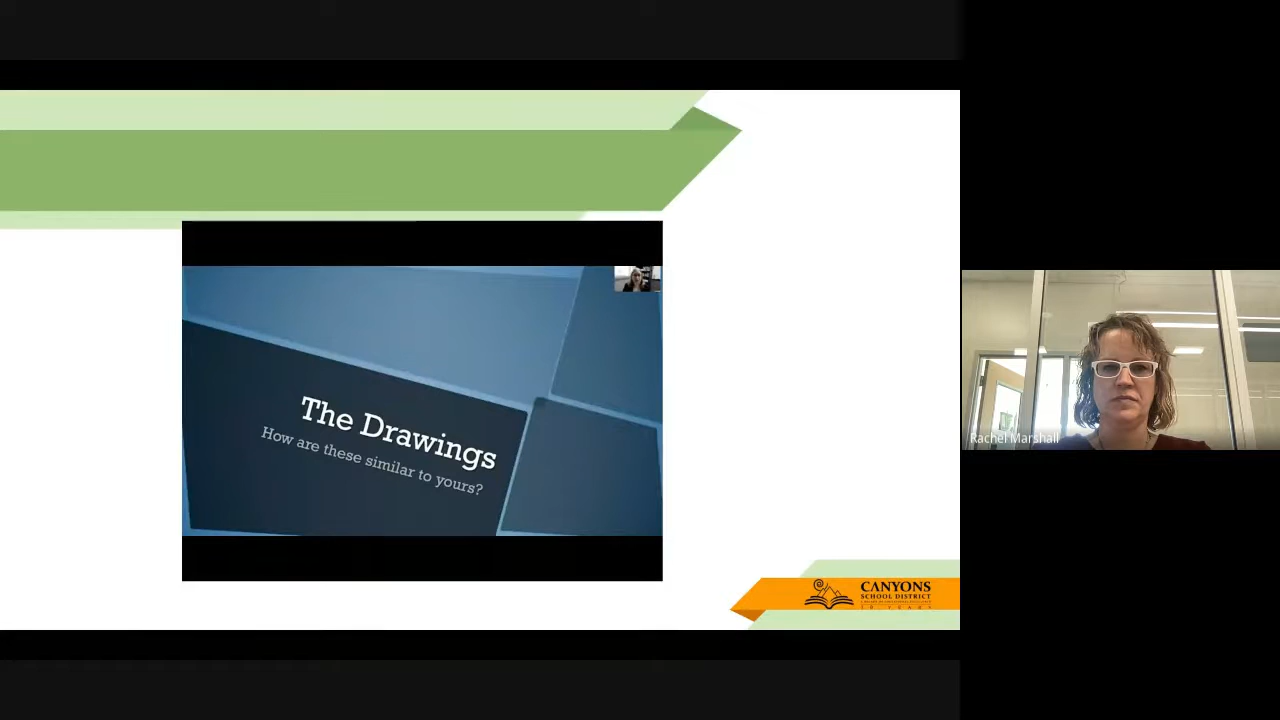 The Drawings
How are these similar to yours?
Rachel Marshall
CANYONS
SCHOOL DISTRICT